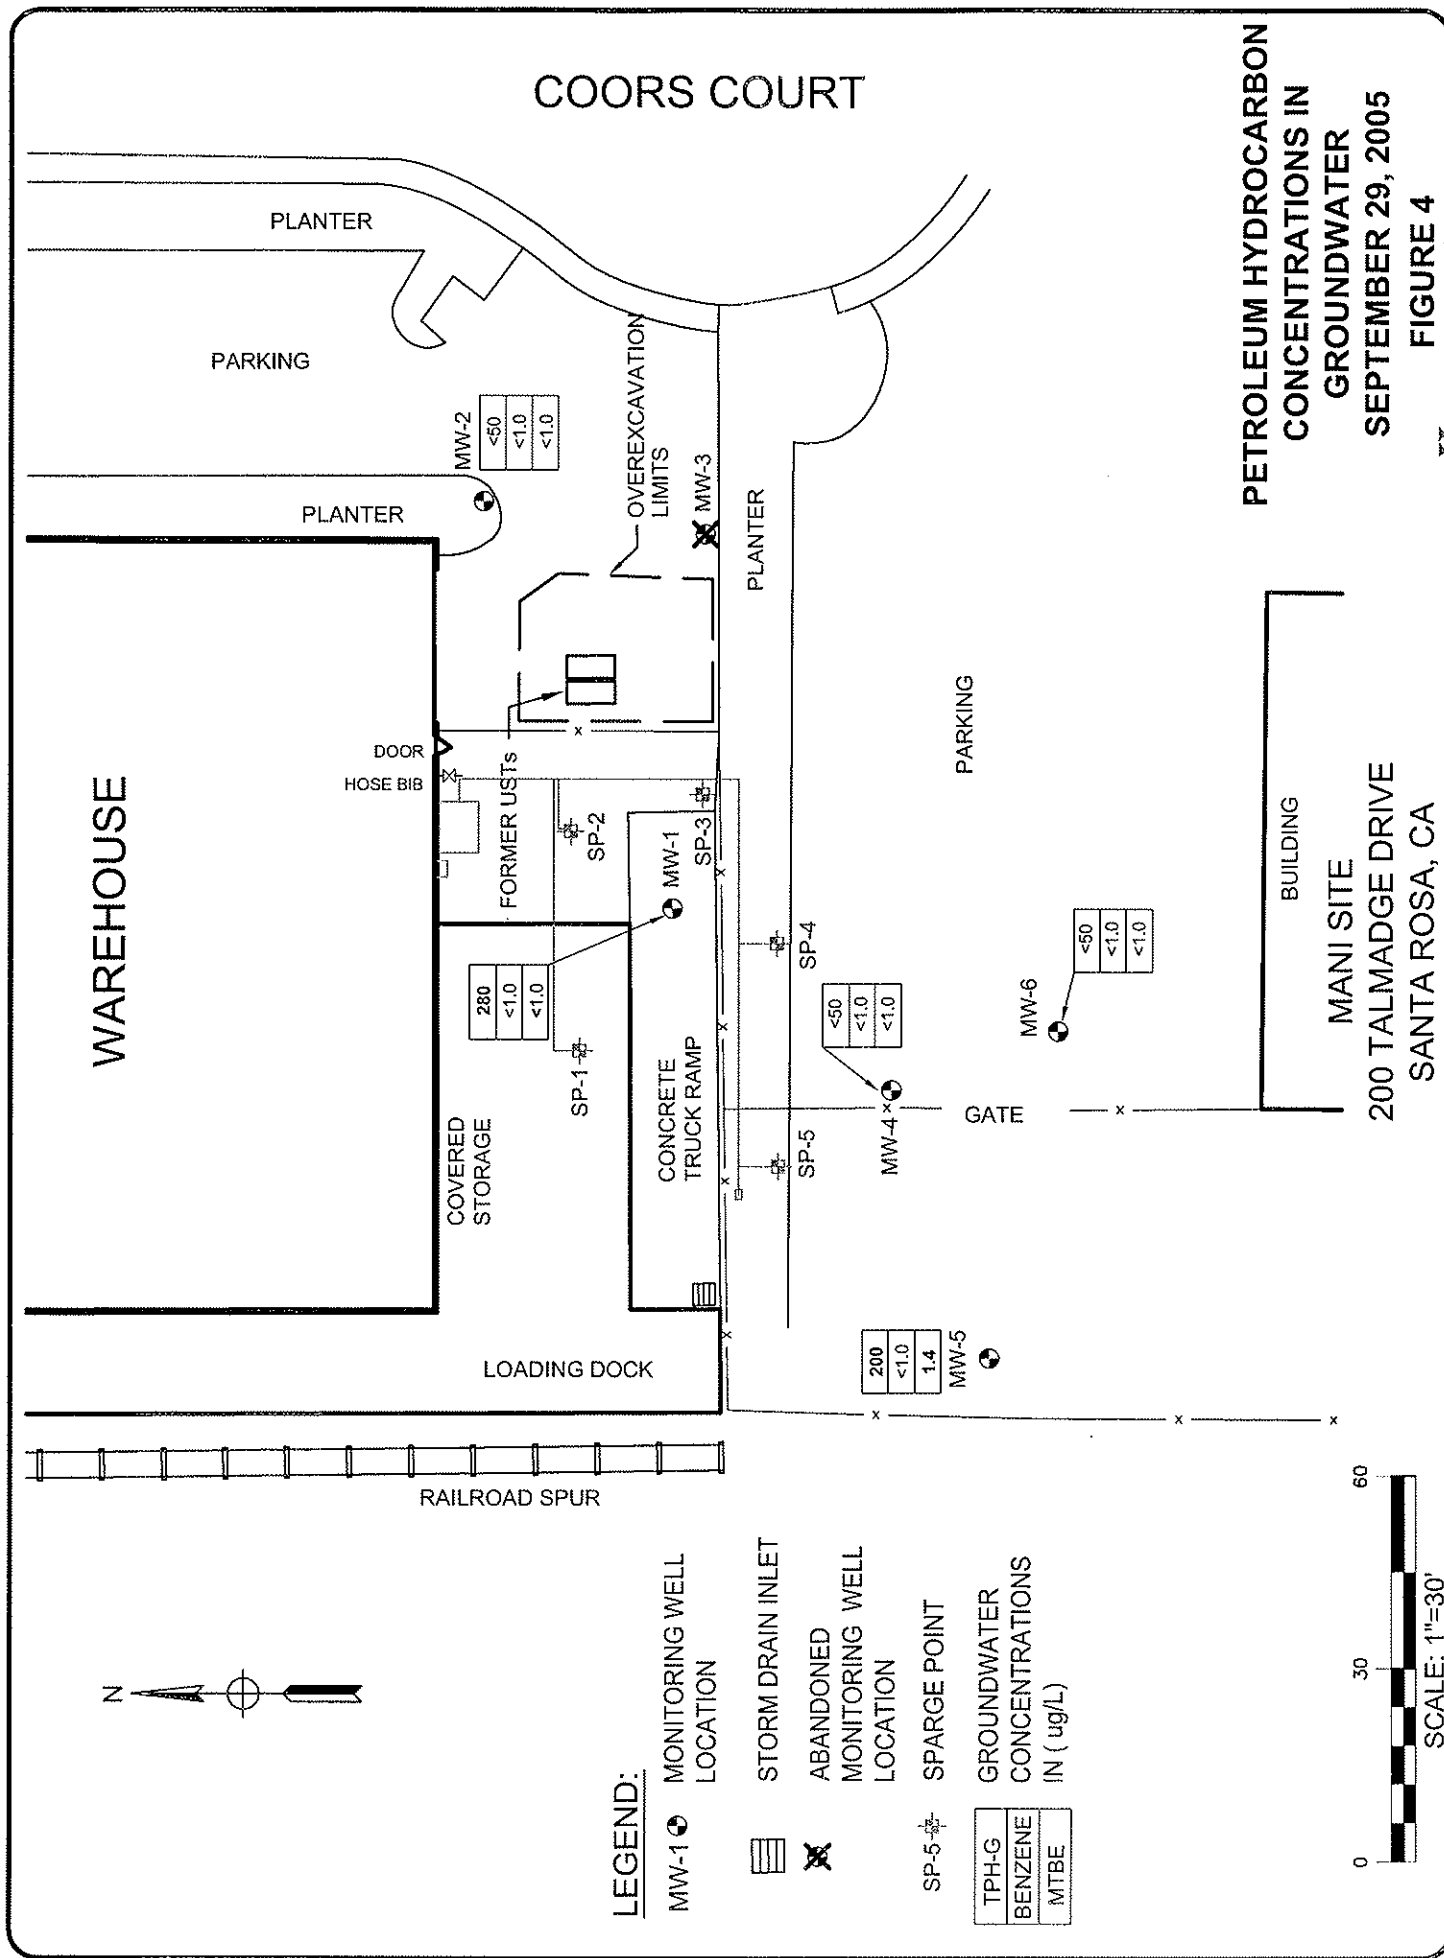 COORS COURT
PLANTER
PARKING
MW-2
<50
<1.0
<1.0
PLANTER
OVEREXCAVATION
LIMITS
MW-3
PLANTER
WAREHOUSE
DOOR
HOSE BIB
FORMER USTs
SP-2
SP-3
MW-1
280
<1.0
<1.0
SP-1
COVERED
STORAGE
CONCRETE
TRUCK RAMP
SP-4
SP-5
<50
<1.0
<1.0
MW-4
GATE
PARKING
MW-6
<50
<1.0
<1.0
BUILDING
LOADING DOCK
200
<1.0
1.4
MW-5
RAILROAD SPUR
N
LEGEND:
MW-1 MONITORING WELL
LOCATION
STORM DRAIN INLET
ABANDONED
MONITORING WELL
LOCATION
SP-5 SPARGE POINT
TPH-G
BENZENE
MTBE
GROUNDWATER
CONCENTRATIONS
IN ( ug/L)
0 30 60
SCALE: 1"=30'
MANI SITE
200 TALMADGE DRIVE
SANTA ROSA, CA
PETROLEUM HYDROCARBON
CONCENTRATIONS IN
GROUNDWATER
SEPTEMBER 29, 2005
FIGURE 4